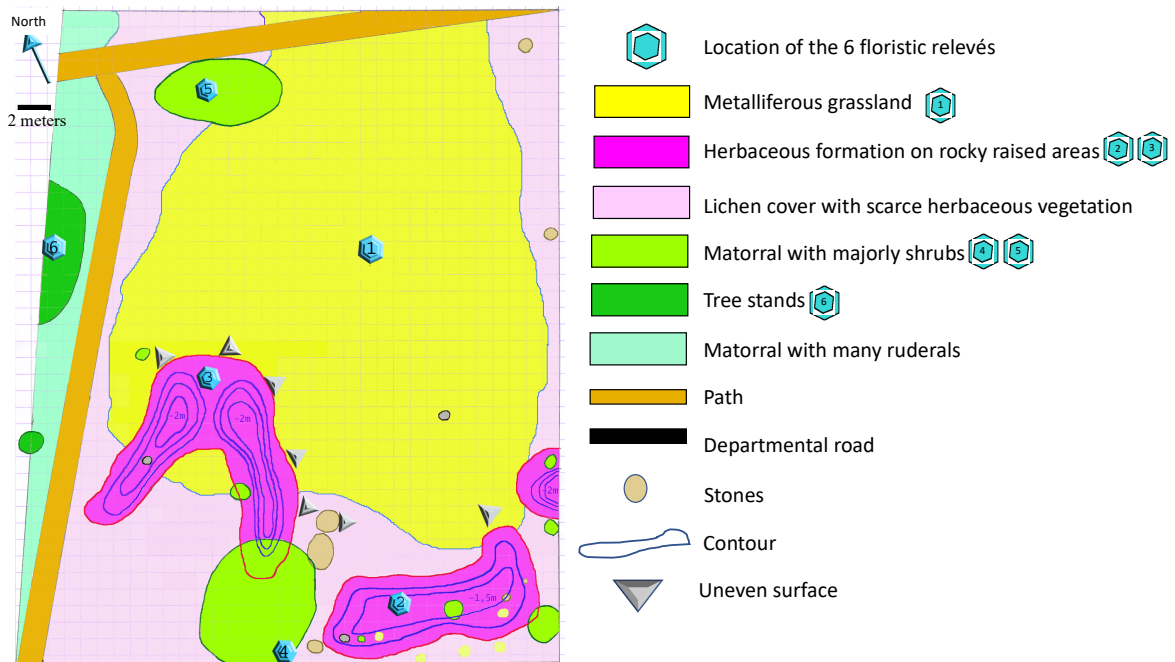 North
2 meters
5
6
1
3
-2m
-2m
-2m
2
-1,5m
4
Location of the 6 floristic relevés
Metalliferous grassland 1
Herbaceous formation on rocky raised areas 2 3
Lichen cover with scarce herbaceous vegetation
Matorral with majorly shrubs 4 5
Tree stands 6
Matorral with many ruderals
Path
Departmental road
Stones
Contour
Uneven surface